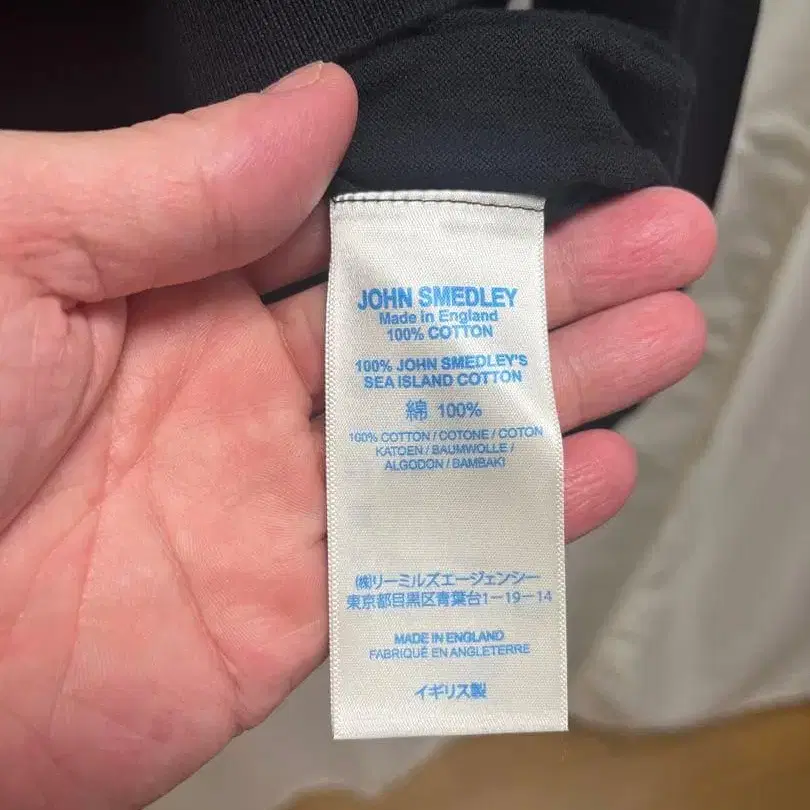 JOHN SMEDLEY
Made in England
100% COTTON
100% JOHN SMEDLEY'S
SEA ISLAND COTTON
綿 100%
100% COTTON / COTONE / COTON
KATOEN / BAUMWOLLE /
ALGODON / BAMBAKI
㈱リーミルズエージェンシー
東京都目黒区青葉台1-19-14
MADE IN ENGLAND
FABRIQUÉ EN ANGLETERRE
イギリス製